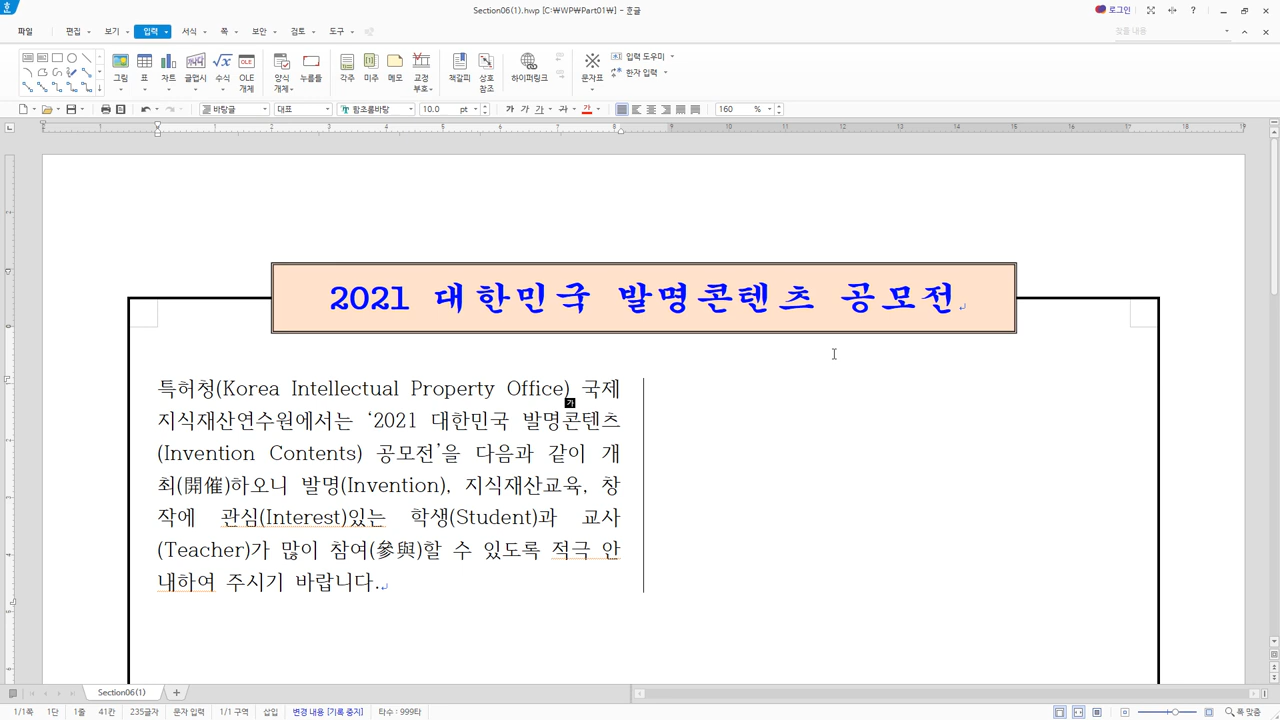 Section06(1).hwp [C:₩WP₩Part01₩] - 훈글
로그인
파일 편집 보기 입력 서식 쪽 보안 검토 도구
찾을 내용
그림 표 차트 글맵시 수식 OLE 개체 양식 개체 누름틀 각주 미주 메모 교정 부호 책갈피 상호 참조 하이퍼링크 문자표 입력 도우미 한자 입력
바탕글 대표 함초롬바탕 10.0 pt 가 가 가 가 가 160 %
2021 대한민국 발명콘텐츠 공모전
특허청(Korea Intellectual Property Office) 국제
지식재산연수원에서는 ‘2021 대한민국 발명콘텐츠
(Invention Contents) 공모전’을 다음과 같이 개
최(開催)하오니 발명(Invention), 지식재산교육, 창
작에 관심(Interest)있는 학생(Student)과 교사
(Teacher)가 많이 참여(參與)할 수 있도록 적극 안
내하여 주시기 바랍니다.
가
Section06(1)
1/1쪽 1단 1줄 41칸 235글자 문자 입력 1/1 구역 삽입 변경 내용 [기록 중지] 타수 : 999타 폭 맞춤